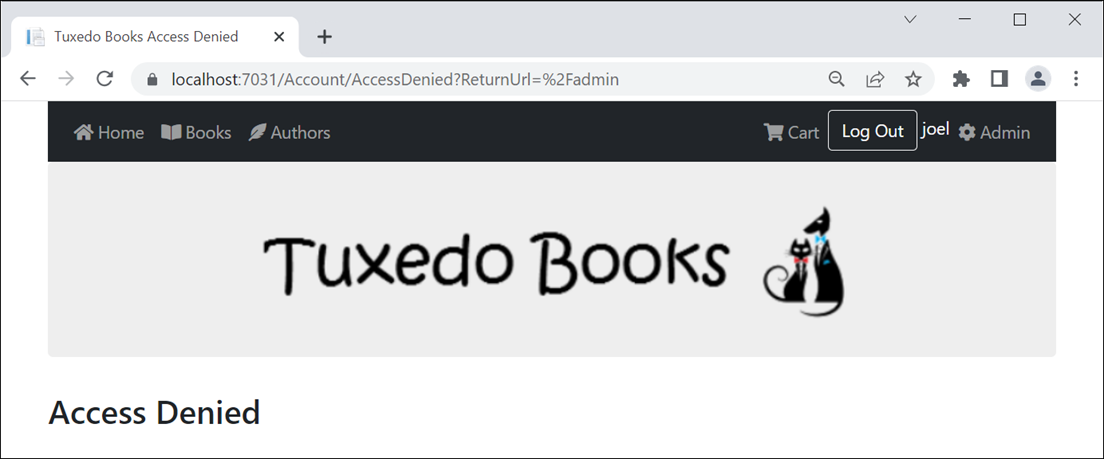 Tuxedo Books Access Denied
localhost:7031/Account/AccessDenied?ReturnUrl=%2Fadmin
Home Books Authors Cart Log Out joel Admin
Tuxedo Books
Access Denied